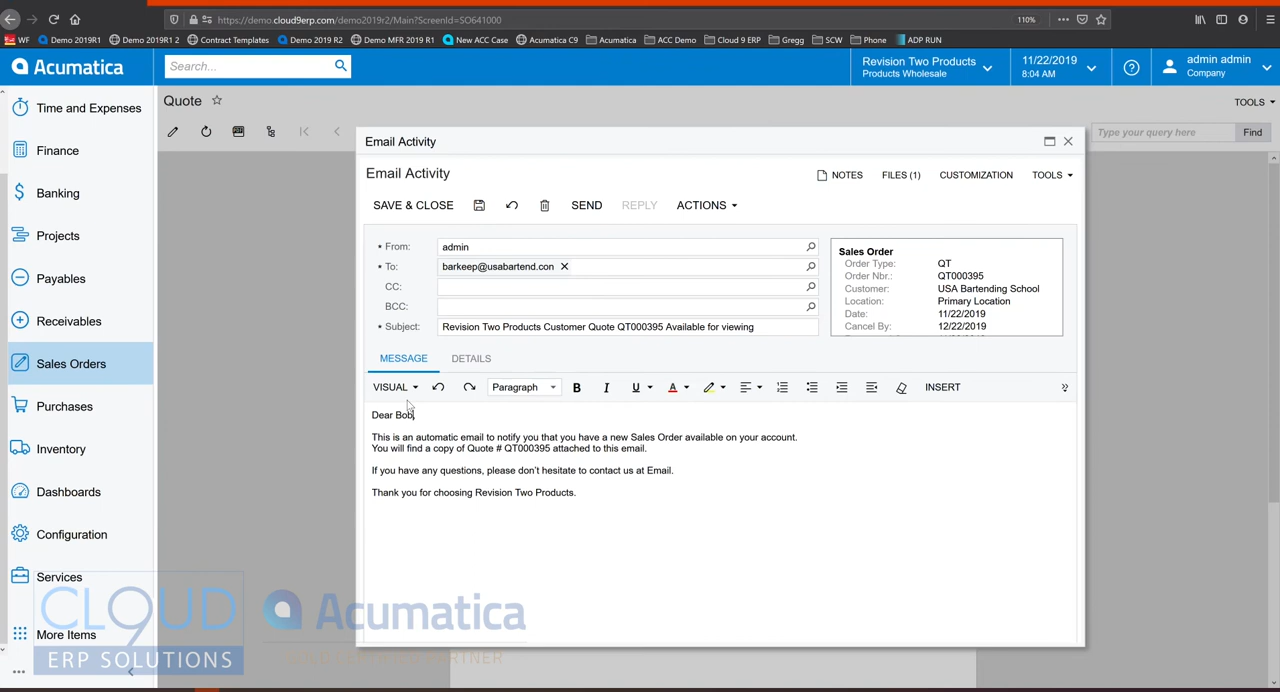 https://demo.cloud9erp.com/demo2019r2/Main?ScreenId=SO641000
110%
WF
Demo 2019R1
Demo 2019R1 2
Contract Templates
Demo 2019 R2
Demo MFR 2019 R1
New ACC Case
Acumatica C9
Acumatica
ACC Demo
Cloud 9 ERP
Gregg
SCW
Phone
ADP RUN
Acumatica
Search...
Revision Two Products
Products Wholesale
11/22/2019
8:04 AM
admin admin
Company
Time and Expenses
Finance
Banking
Projects
Payables
Receivables
Sales Orders
Purchases
Inventory
Dashboards
Configuration
Services
More Items
Quote
TOOLS
Type your query here
Find
Email Activity
Email Activity
NOTES
FILES (1)
CUSTOMIZATION
TOOLS
SAVE & CLOSE
SEND
REPLY
ACTIONS
From: admin
To: barkeep@usabartend.con
CC:
BCC:
Subject: Revision Two Products Customer Quote QT000395 Available for viewing
Sales Order
Order Type: QT
Order Nbr.: QT000395
Customer: USA Bartending School
Location: Primary Location
Date: 11/22/2019
Cancel By: 12/22/2019
MESSAGE
DETAILS
VISUAL
Paragraph
B
I
U
A
INSERT
Dear Bob,
This is an automatic email to notify you that you have a new Sales Order available on your account.
You will find a copy of Quote # QT000395 attached to this email.
If you have any questions, please don't hesitate to contact us at Email.
Thank you for choosing Revision Two Products.
CLOUD9
ERP SOLUTIONS
Acumatica